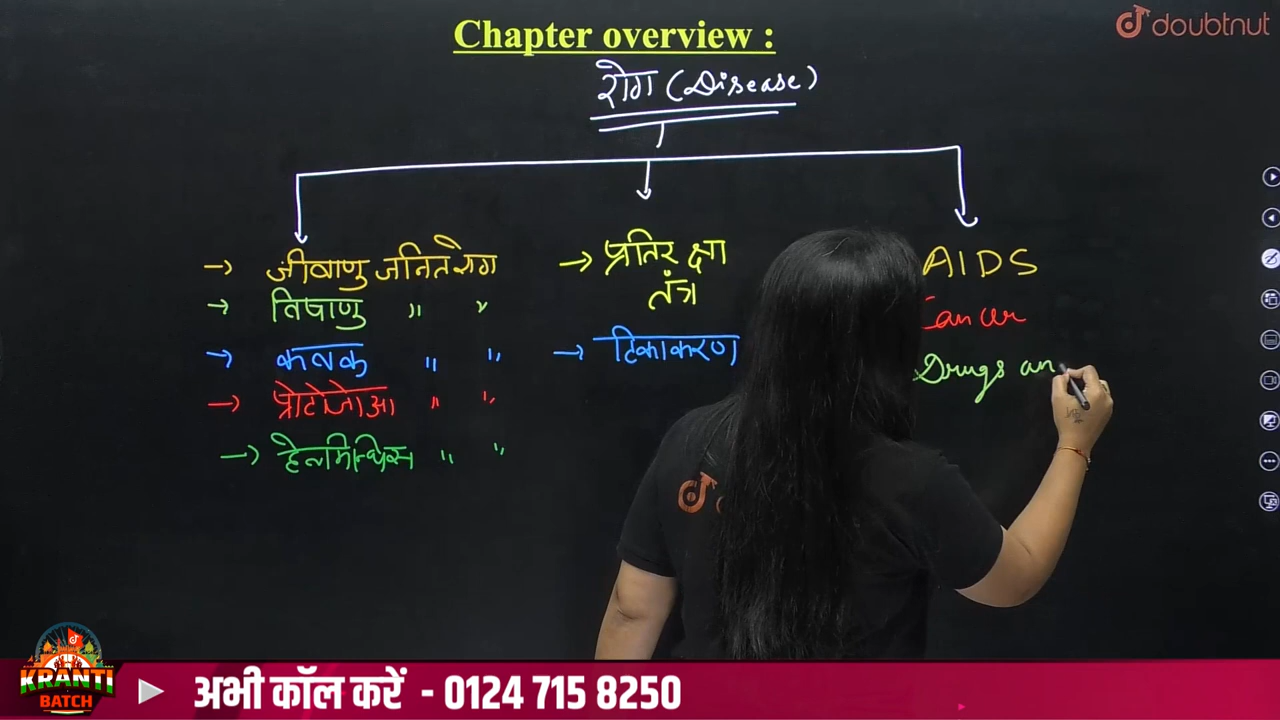 Chapter overview :
doubtnut
रोग (Disease)
→ जीवाणु जनित रोग
→ विषाणु " "
→ कवक " "
→ प्रोटोजोआ " "
→ हेल्मिन्थिस " "
→ प्रतिरक्षा
तंत्र
→ टिकाकरण
AIDS
Cancer
Drugs an
KRANTI
BATCH
अभी कॉल करें - 0124 715 8250